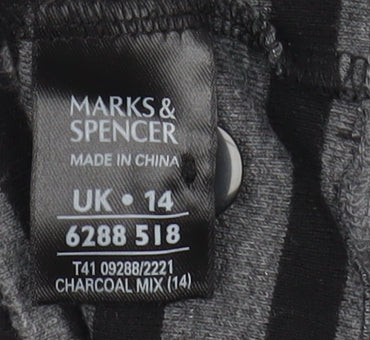 MARKS &
SPENCER
MADE IN CHINA
UK • 14
6288 518
T41 09288/2221
CHARCOAL MIX (14)